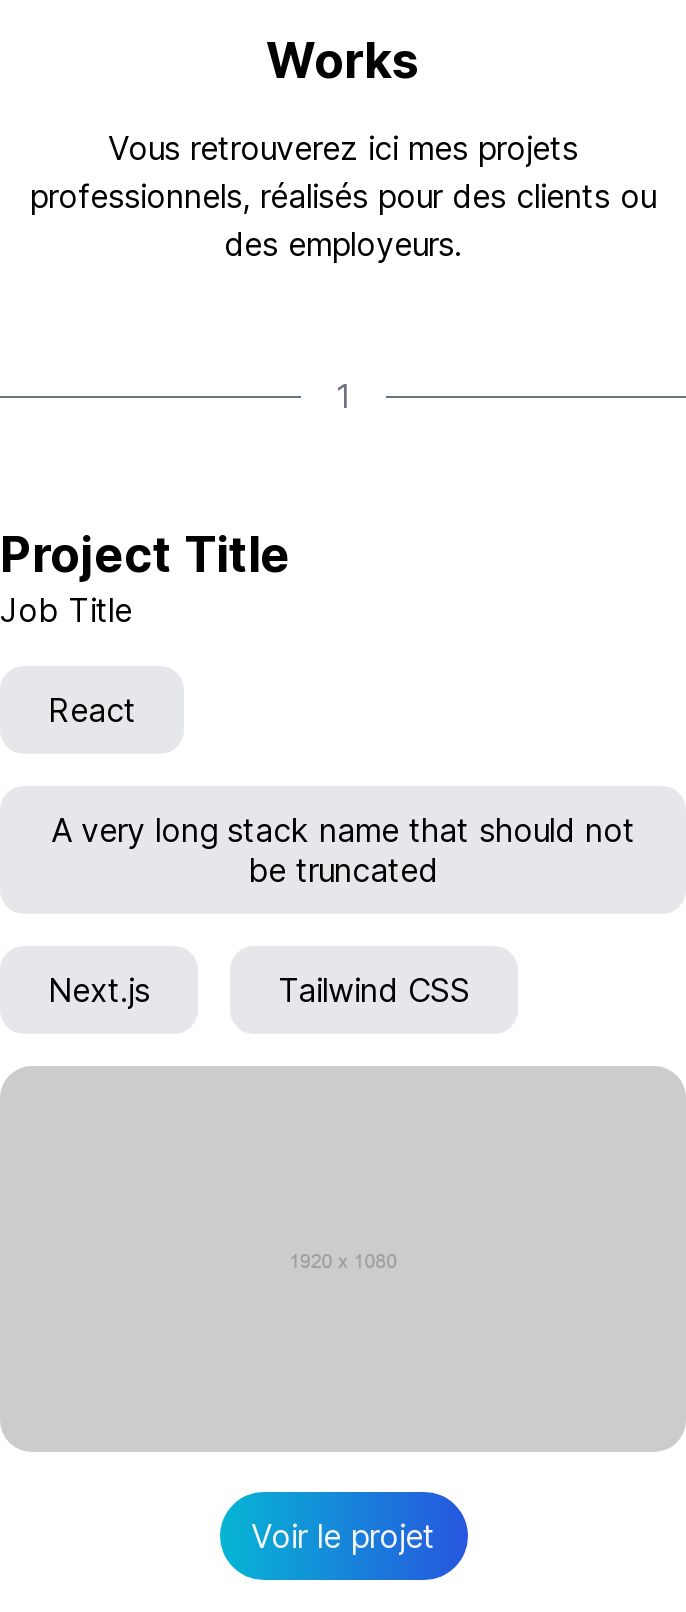 Works
Vous retrouverez ici mes projets
professionnels, réalisés pour des clients ou
des employeurs.
1
Project Title
Job Title
React
A very long stack name that should not
be truncated
Next.js Tailwind CSS
1920 x 1080
Voir le projet